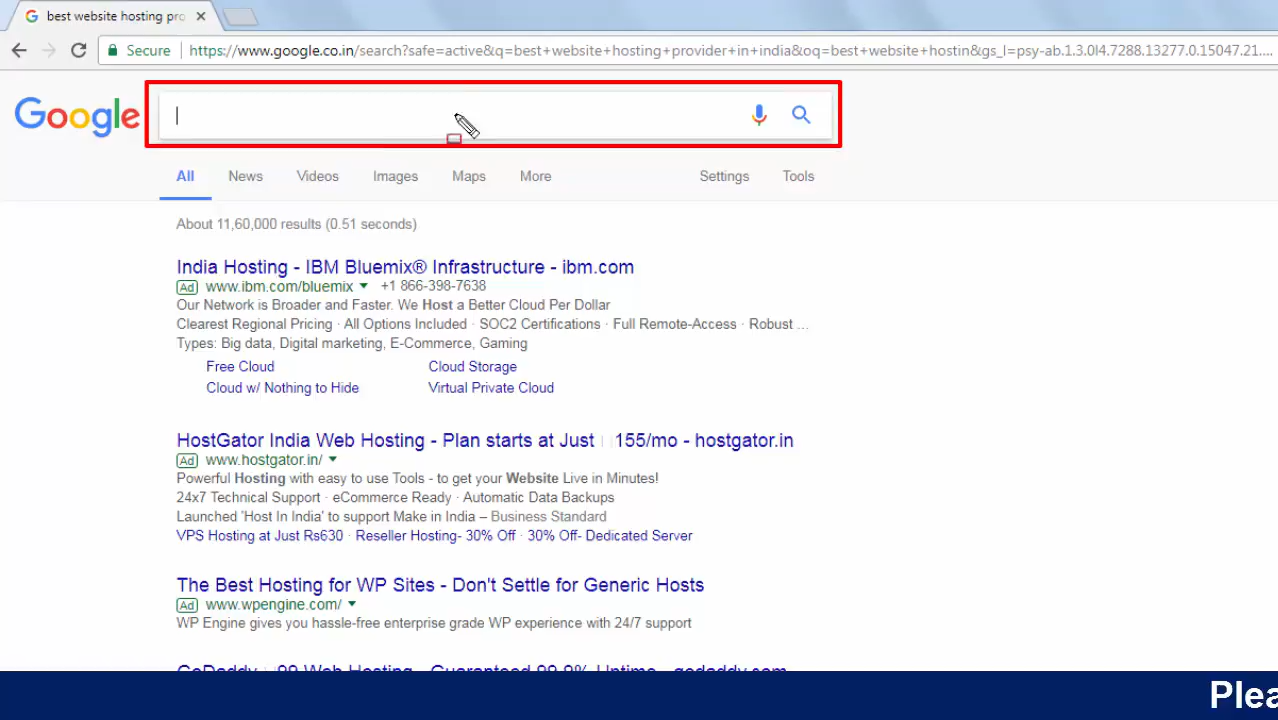 best website hosting pro
Secure https://www.google.co.in/search?safe=active&q=best+website+hosting+provider+in+india&oq=best+website+hostin&gs_l=psy-ab.1.3.0l4.7288.13277.0.15047.21....
Google
All News Videos Images Maps More Settings Tools
About 11,60,000 results (0.51 seconds)
India Hosting - IBM Bluemix® Infrastructure - ibm.com
Ad www.ibm.com/bluemix +1 866-398-7638
Our Network is Broader and Faster. We Host a Better Cloud Per Dollar
Clearest Regional Pricing · All Options Included · SOC2 Certifications · Full Remote-Access · Robust ...
Types: Big data, Digital marketing, E-Commerce, Gaming
Free Cloud Cloud Storage
Cloud w/ Nothing to Hide Virtual Private Cloud
HostGator India Web Hosting - Plan starts at Just 155/mo - hostgator.in
Ad www.hostgator.in/
Powerful Hosting with easy to use Tools - to get your Website Live in Minutes!
24x7 Technical Support · eCommerce Ready · Automatic Data Backups
Launched 'Host In India' to support Make in India – Business Standard
VPS Hosting at Just Rs630 · Reseller Hosting- 30% Off · 30% Off- Dedicated Server
The Best Hosting for WP Sites - Don't Settle for Generic Hosts
Ad www.wpengine.com/
WP Engine gives you hassle-free enterprise grade WP experience with 24/7 support
GoDaddy 99 Web Hosting - Guaranteed 99.9% Uptime - godaddy.com
Plea